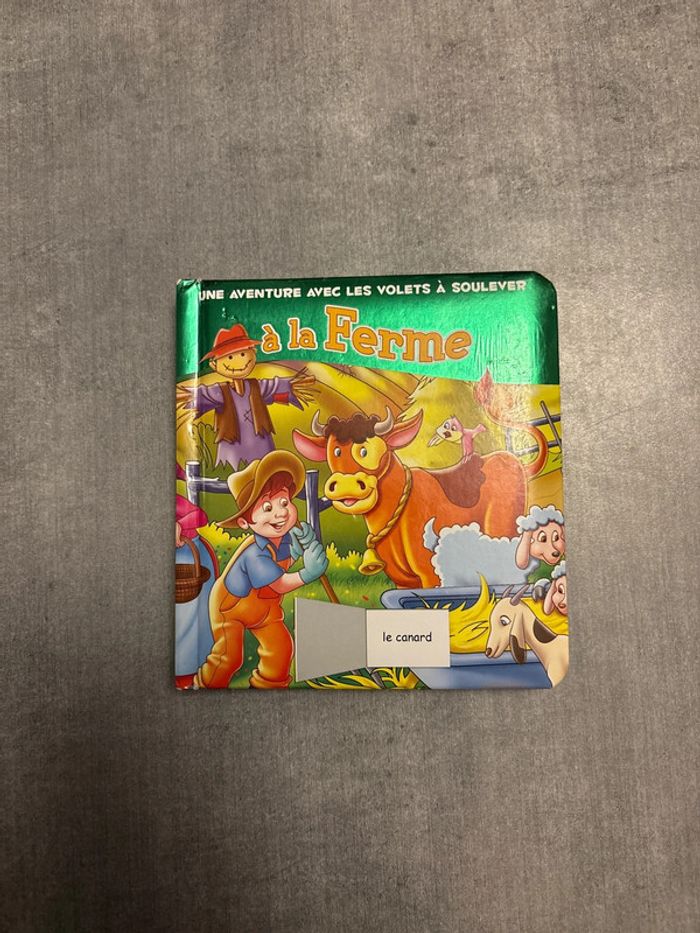 UNE AVENTURE AVEC LES VOLETS À SOULEVER
à la Ferme
le canard